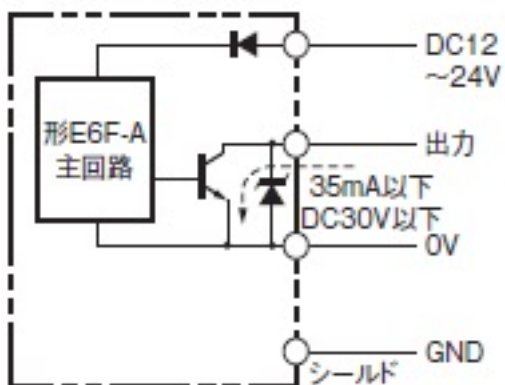 DC12
～24V
形E6F-A
主回路
出力
35mA以下
DC30V以下
0V
GND
シールド